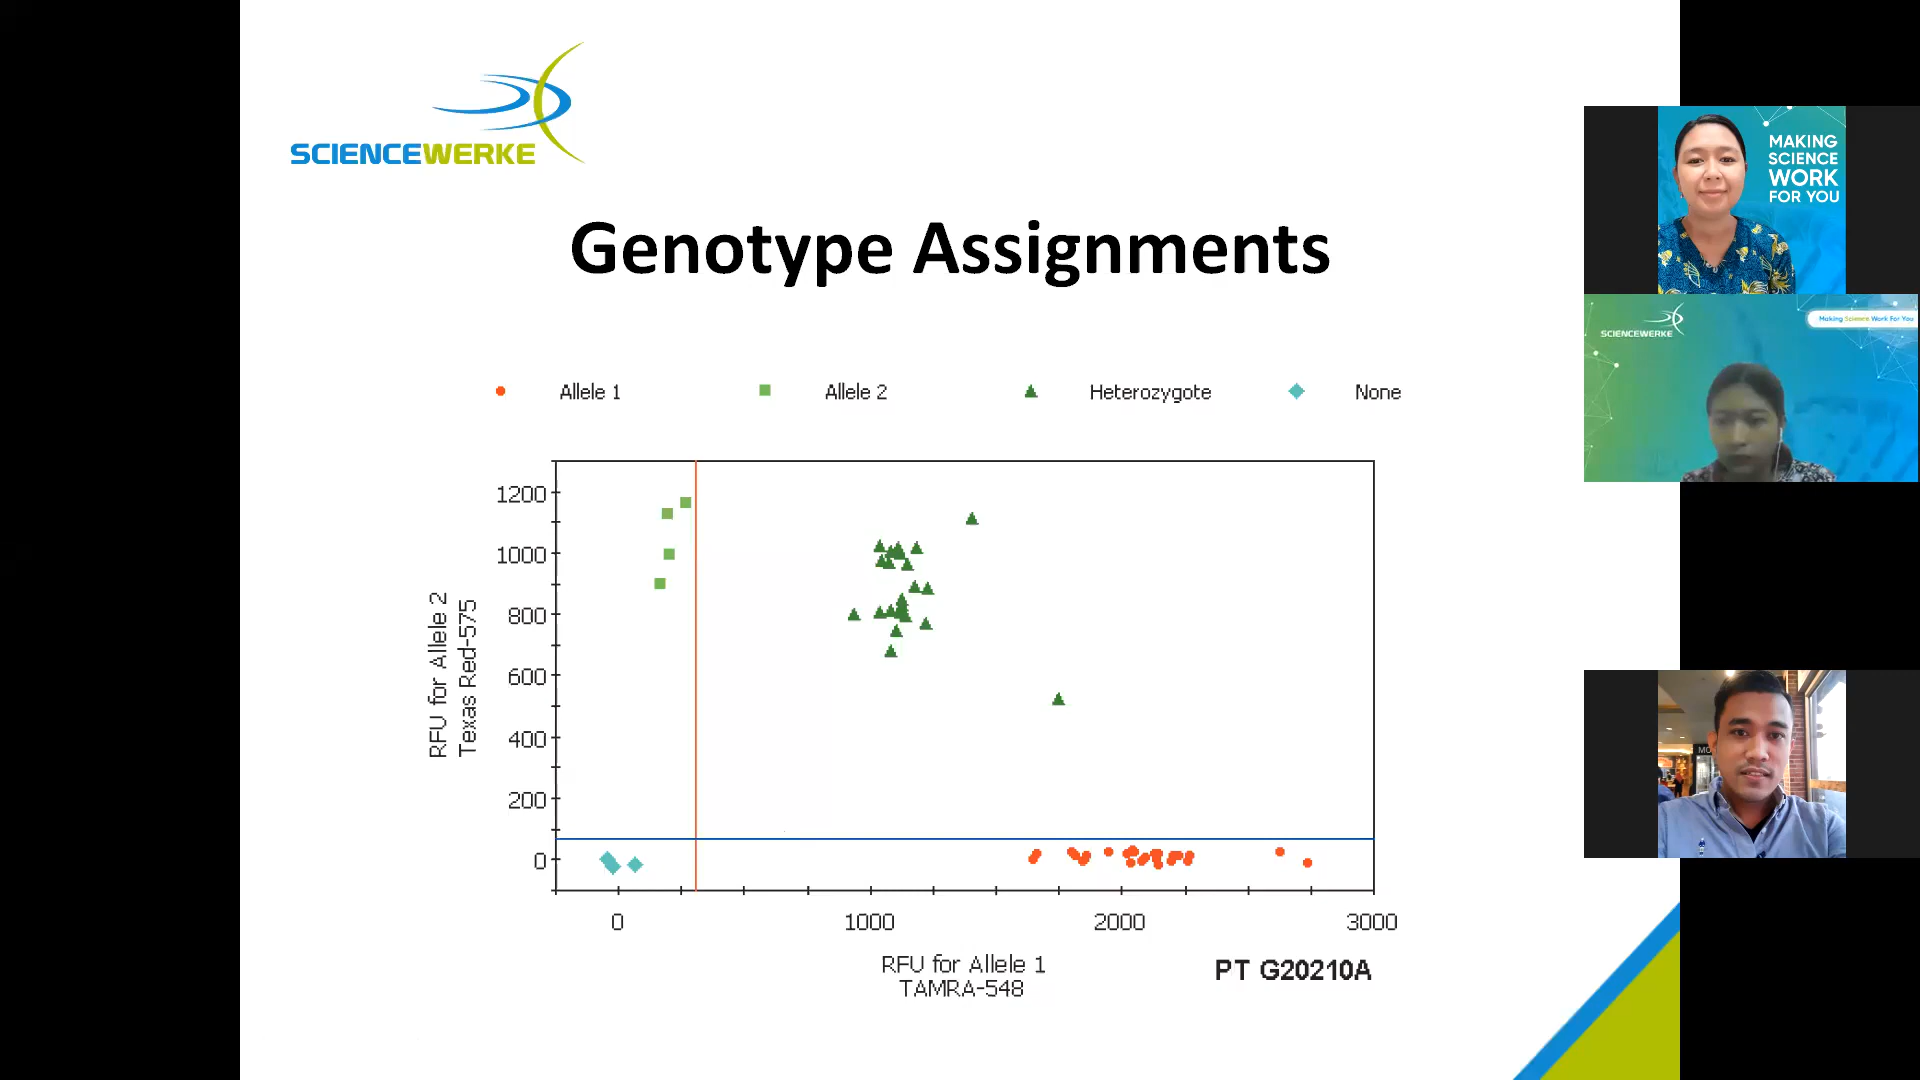 SCIENCEWERKE
Genotype Assignments
Allele 1
Allele 2
Heterozygote
None
RFU for Allele 2
Texas Red-575
1200
1000
800
600
400
200
0
0
1000
2000
3000
RFU for Allele 1
TAMRA-548
PT G20210A
MAKING
SCIENCE
WORK
FOR YOU
SCIENCEWERKE
Making Science Work For You